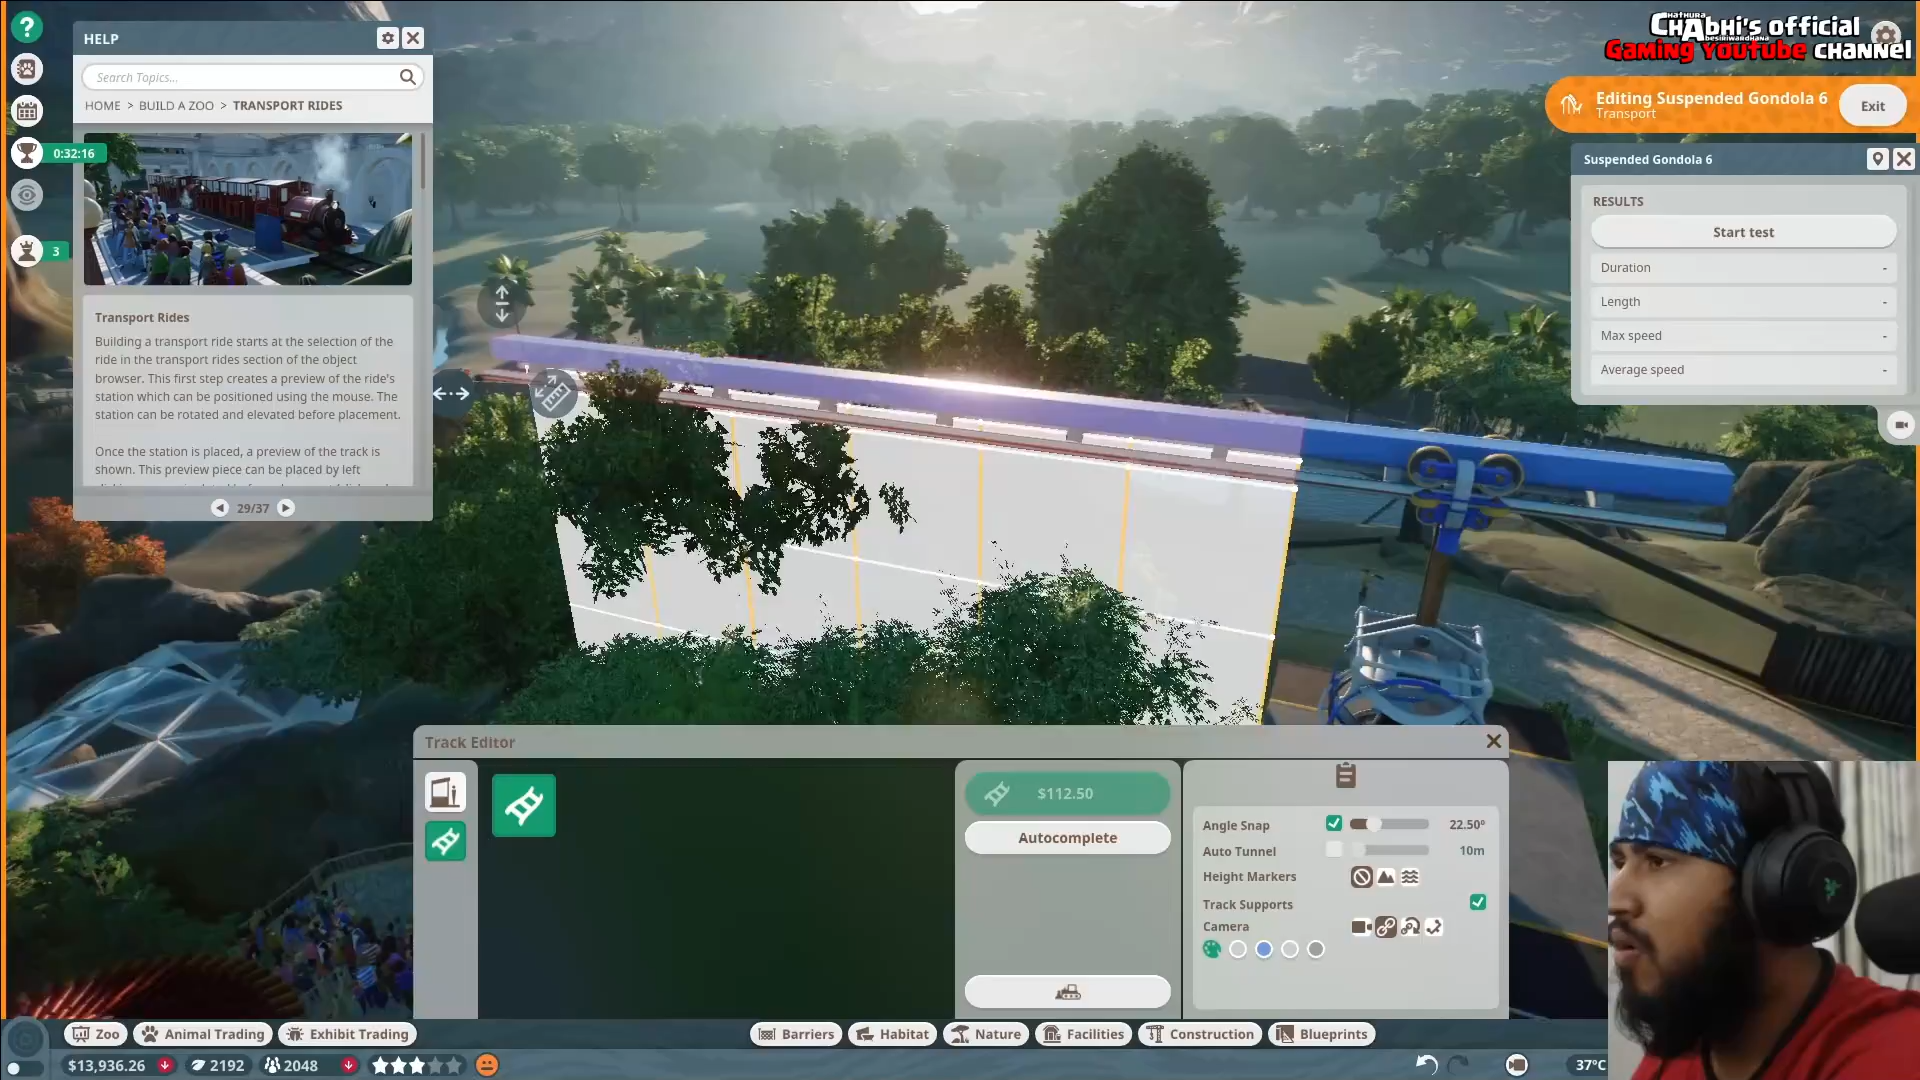 HELP
Search Topics...
HOME > BUILD A ZOO > TRANSPORT RIDES
0:32:16
3
Transport Rides
Building a transport ride starts at the selection of the
ride in the transport rides section of the object
browser. This first step creates a preview of the ride's
station which can be positioned using the mouse. The
station can be rotated and elevated before placement.
Once the station is placed, a preview of the track is
shown. This preview piece can be placed by left
29/37
CHATHURA
CHAbHi's official
besiriwardhana
Gaming YouTube channel
Editing Suspended Gondola 6
Transport
Exit
Suspended Gondola 6
RESULTS
Start test
Duration -
Length -
Max speed -
Average speed -
Track Editor
$112.50
Autocomplete
Angle Snap 22.50°
Auto Tunnel 10m
Height Markers
Track Supports
Camera
Zoo
Animal Trading
Exhibit Trading
Barriers
Habitat
Nature
Facilities
Construction
Blueprints
$13,936.26
2192
2048
37°C